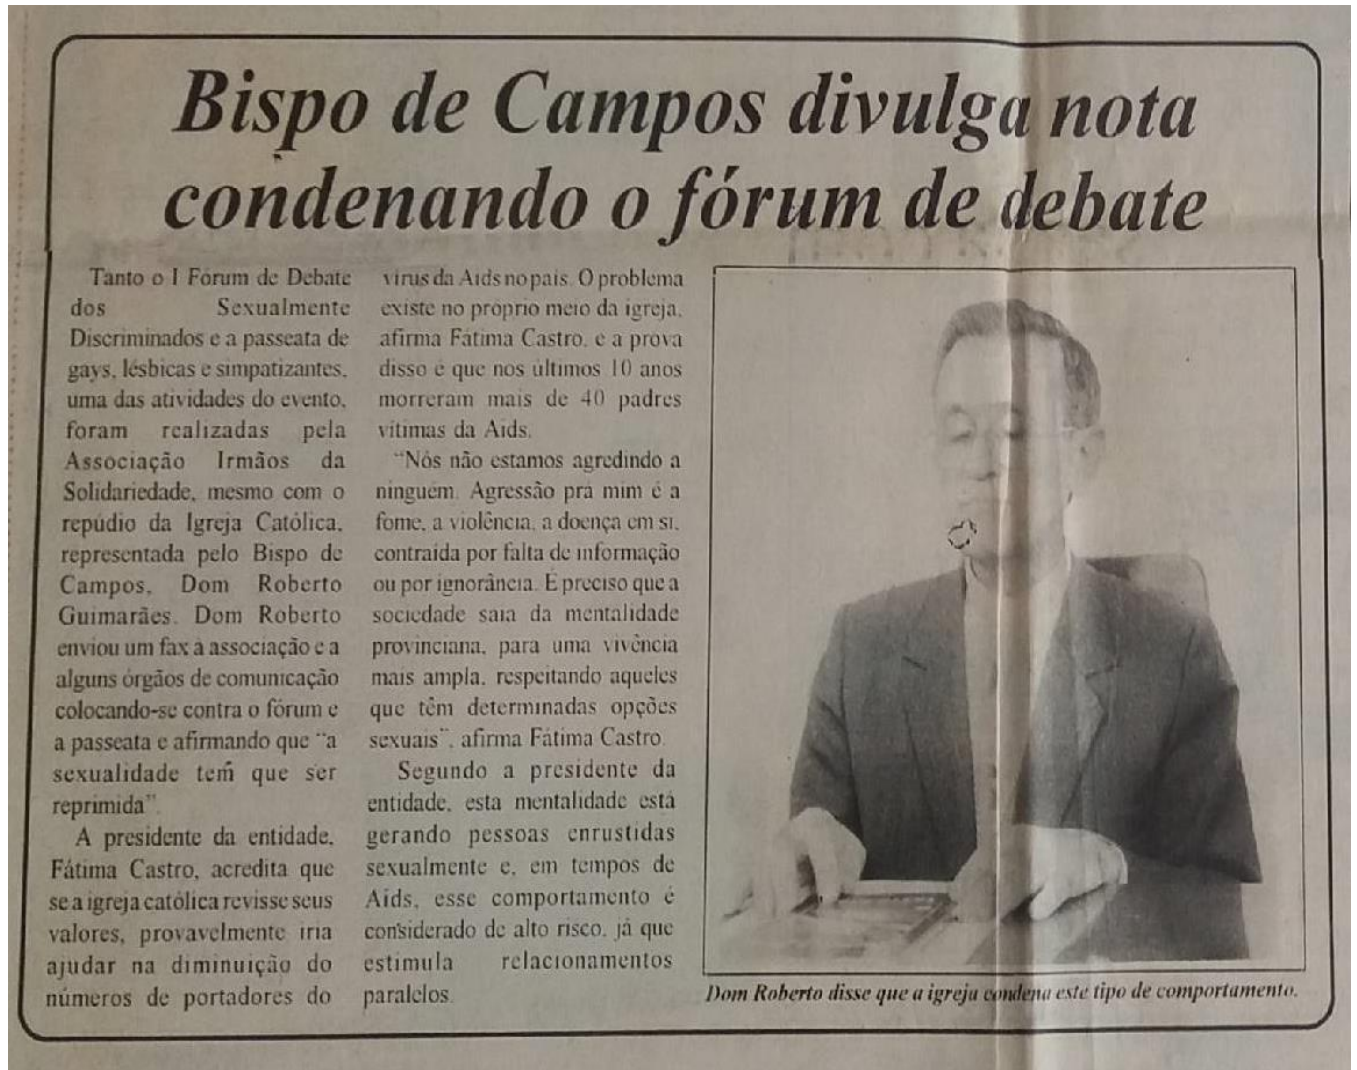 Bispo de Campos divulga nota
condenando o fórum de debate
Tanto o I Fórum de Debate
dos Sexualmente
Discriminados e a passeata de
gays, lésbicas e simpatizantes,
uma das atividades do evento,
foram realizadas pela
Associação Irmãos da
Solidariedade, mesmo com o
repúdio da Igreja Católica,
representada pelo Bispo de
Campos, Dom Roberto
Guimarães. Dom Roberto
enviou um fax à associação e a
alguns órgãos de comunicação
colocando-se contra o fórum e
a passeata e afirmando que "a
sexualidade tem que ser
reprimida".
A presidente da entidade,
Fátima Castro, acredita que
se a igreja católica revisse seus
valores, provavelmente iria
ajudar na diminuição do
números de portadores do
vírus da Aids no país. O problema
existe no próprio meio da igreja,
afirma Fátima Castro, e a prova
disso é que nos últimos 10 anos
morreram mais de 40 padres
vítimas da Aids.
"Nós não estamos agredindo a
ninguém. Agressão pra mim é a
fome, a violência, a doença em si,
contraída por falta de informação
ou por ignorância. É preciso que a
sociedade saia da mentalidade
provinciana, para uma vivência
mais ampla, respeitando aqueles
que têm determinadas opções
sexuais", afirma Fátima Castro.
Segundo a presidente da
entidade, esta mentalidade está
gerando pessoas enrustidas
sexualmente e, em tempos de
Aids, esse comportamento é
considerado de alto risco, já que
estimula relacionamentos
paralelos.
Dom Roberto disse que a igreja condena este tipo de comportamento.